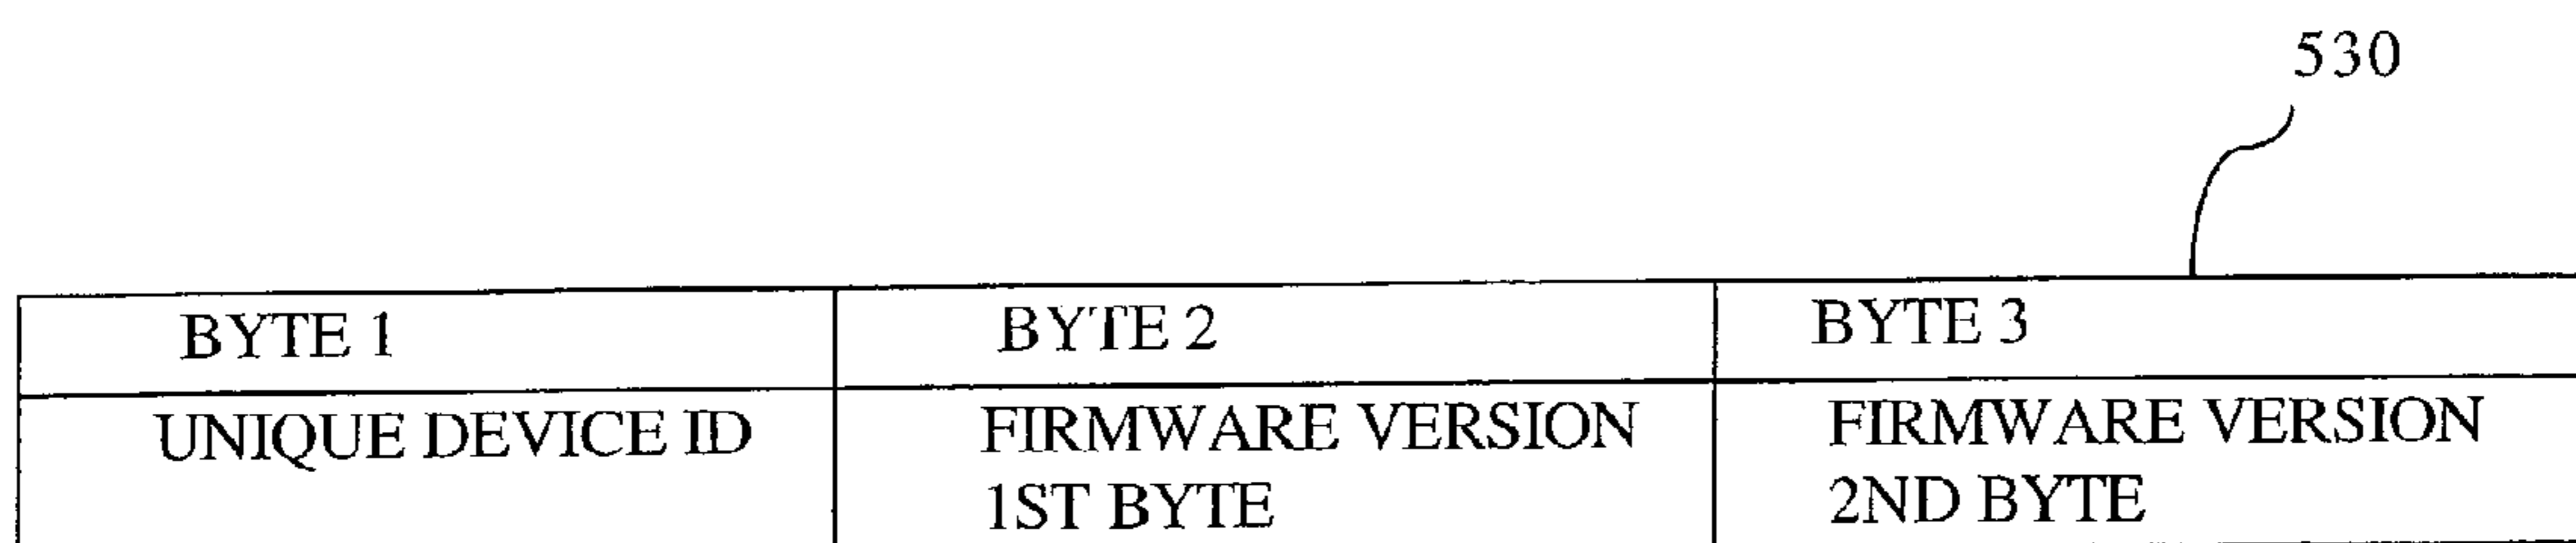 530
BYTE 1 BYTE 2 BYTE 3
UNIQUE DEVICE ID FIRMWARE VERSION FIRMWARE VERSION
1ST BYTE 2ND BYTE